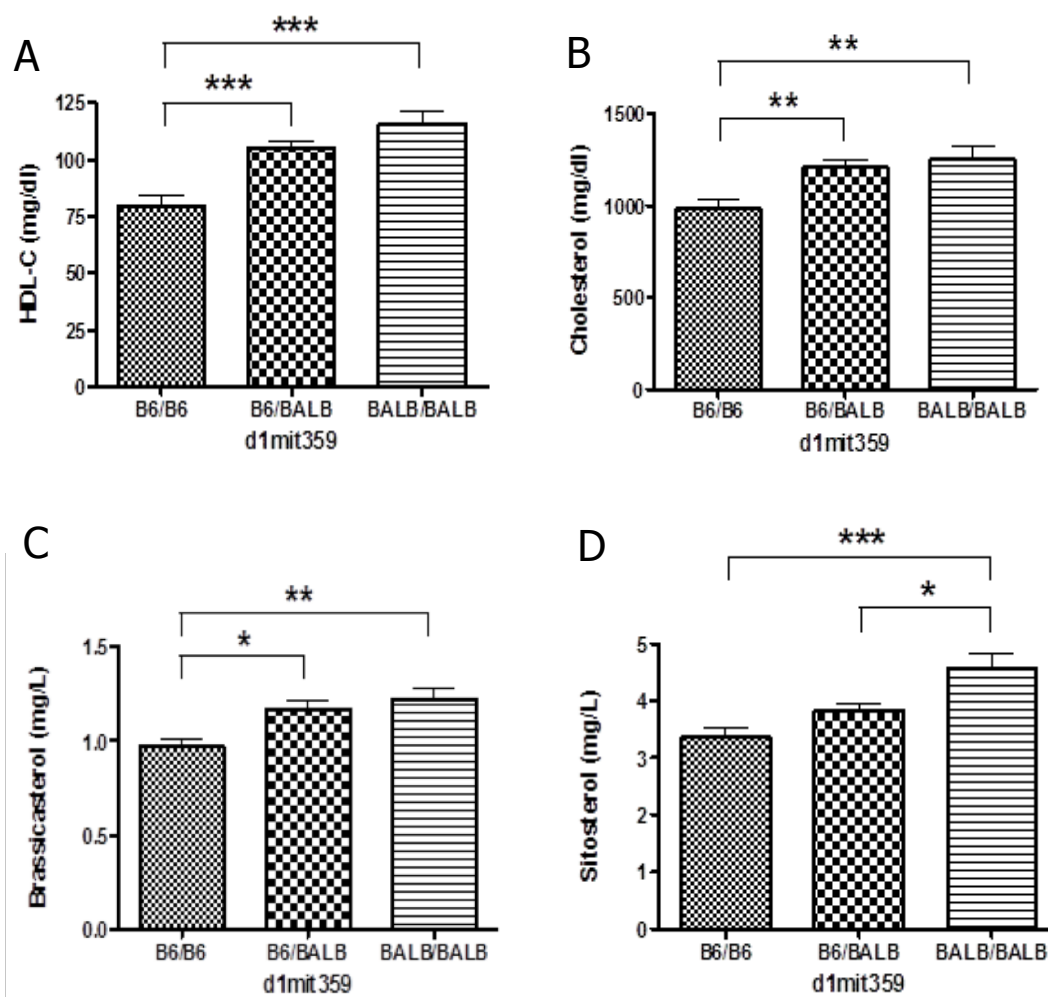 A
***
***
HDL-C (mg/dl)
125
100
75
50
25
0
B6/B6 B6/BALB BALB/BALB
d1mit359
B
**
**
Cholesterol (mg/dl)
1500
1000
500
0
B6/B6 B6/BALB BALB/BALB
d1mit359
C
**
*
Brassicasterol (mg/L)
1.5
1.0
0.5
0.0
B6/B6 B6/BALB BALB/BALB
d1mit359
D
***
*
Sitosterol (mg/L)
5
4
3
2
1
0
B6/B6 B6/BALB BALB/BALB
d1mit359